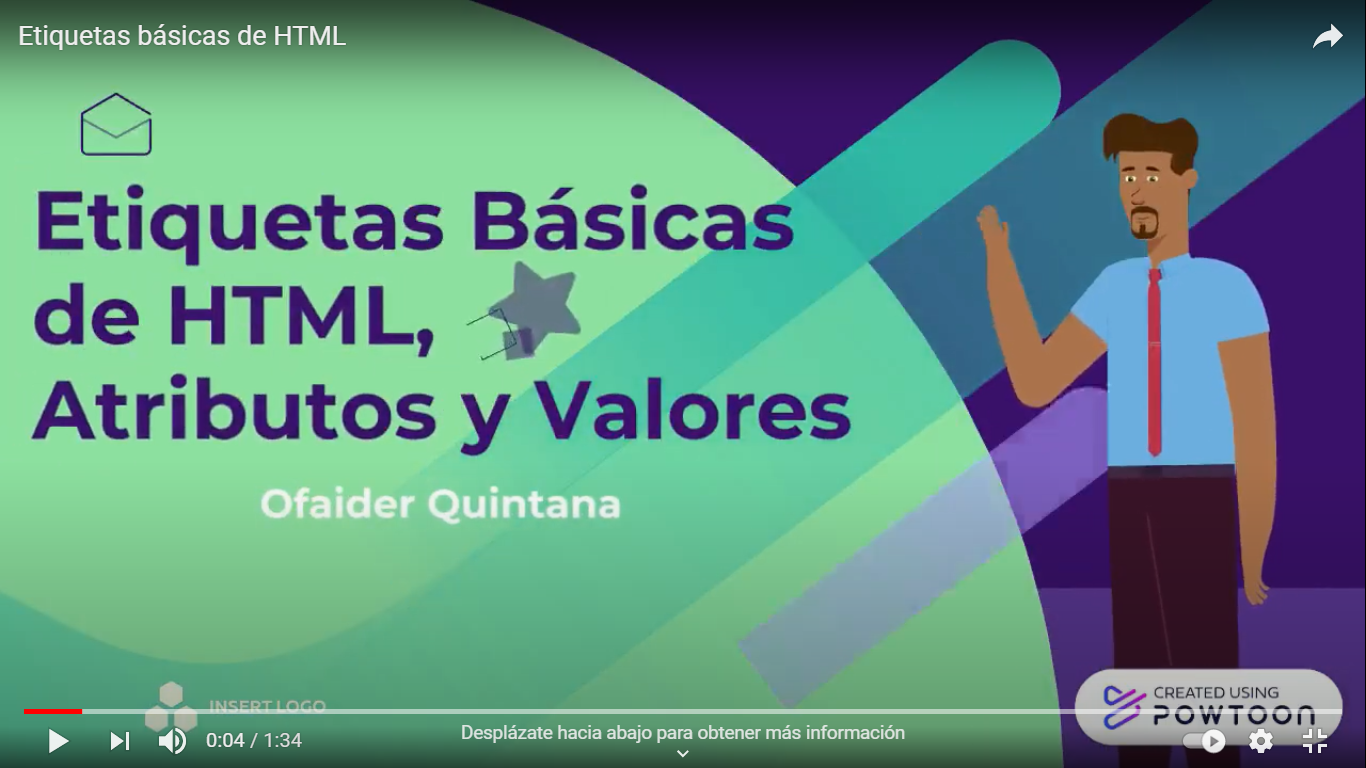 Etiquetas básicas de HTML
Etiquetas Básicas
de HTML,
Atributos y Valores
Ofaider Quintana
INSERT LOGO
CREATED USING
POWTOON
0:04 / 1:34
Desplázate hacia abajo para obtener más información